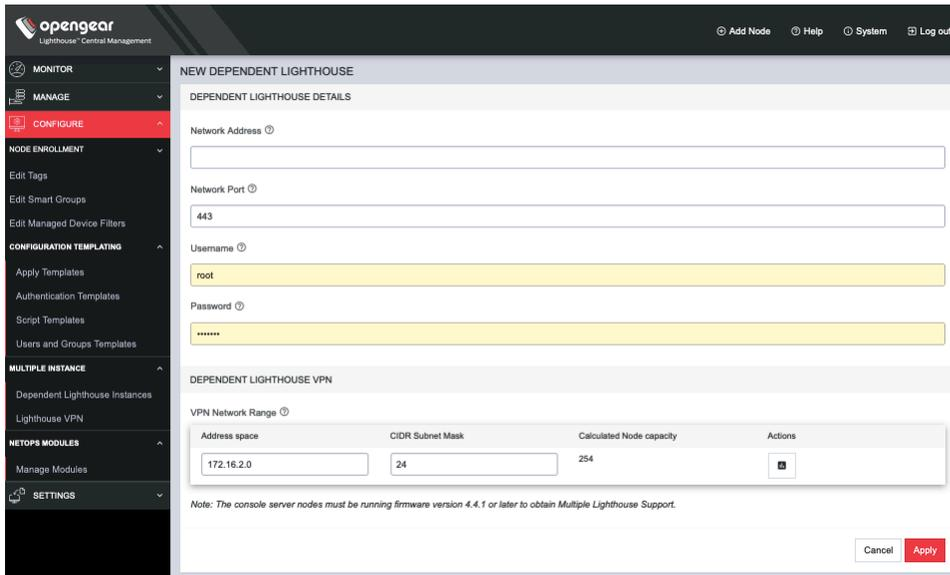 opengear
Lighthouse™ Central Management
Add Node
Help
System
Log out
MONITOR
MANAGE
CONFIGURE
NODE ENROLLMENT
Edit Tags
Edit Smart Groups
Edit Managed Device Filters
CONFIGURATION TEMPLATING
Apply Templates
Authentication Templates
Script Templates
Users and Groups Templates
MULTIPLE INSTANCE
Dependent Lighthouse Instances
Lighthouse VPN
NETOPS MODULES
Manage Modules
SETTINGS
NEW DEPENDENT LIGHTHOUSE
DEPENDENT LIGHTHOUSE DETAILS
Network Address
Network Port
443
Username
root
Password
•••••••
DEPENDENT LIGHTHOUSE VPN
VPN Network Range
Address space CIDR Subnet Mask Calculated Node capacity Actions
172.16.2.0 24 254
Note: The console server nodes must be running firmware version 4.4.1 or later to obtain Multiple Lighthouse Support.
Cancel Apply